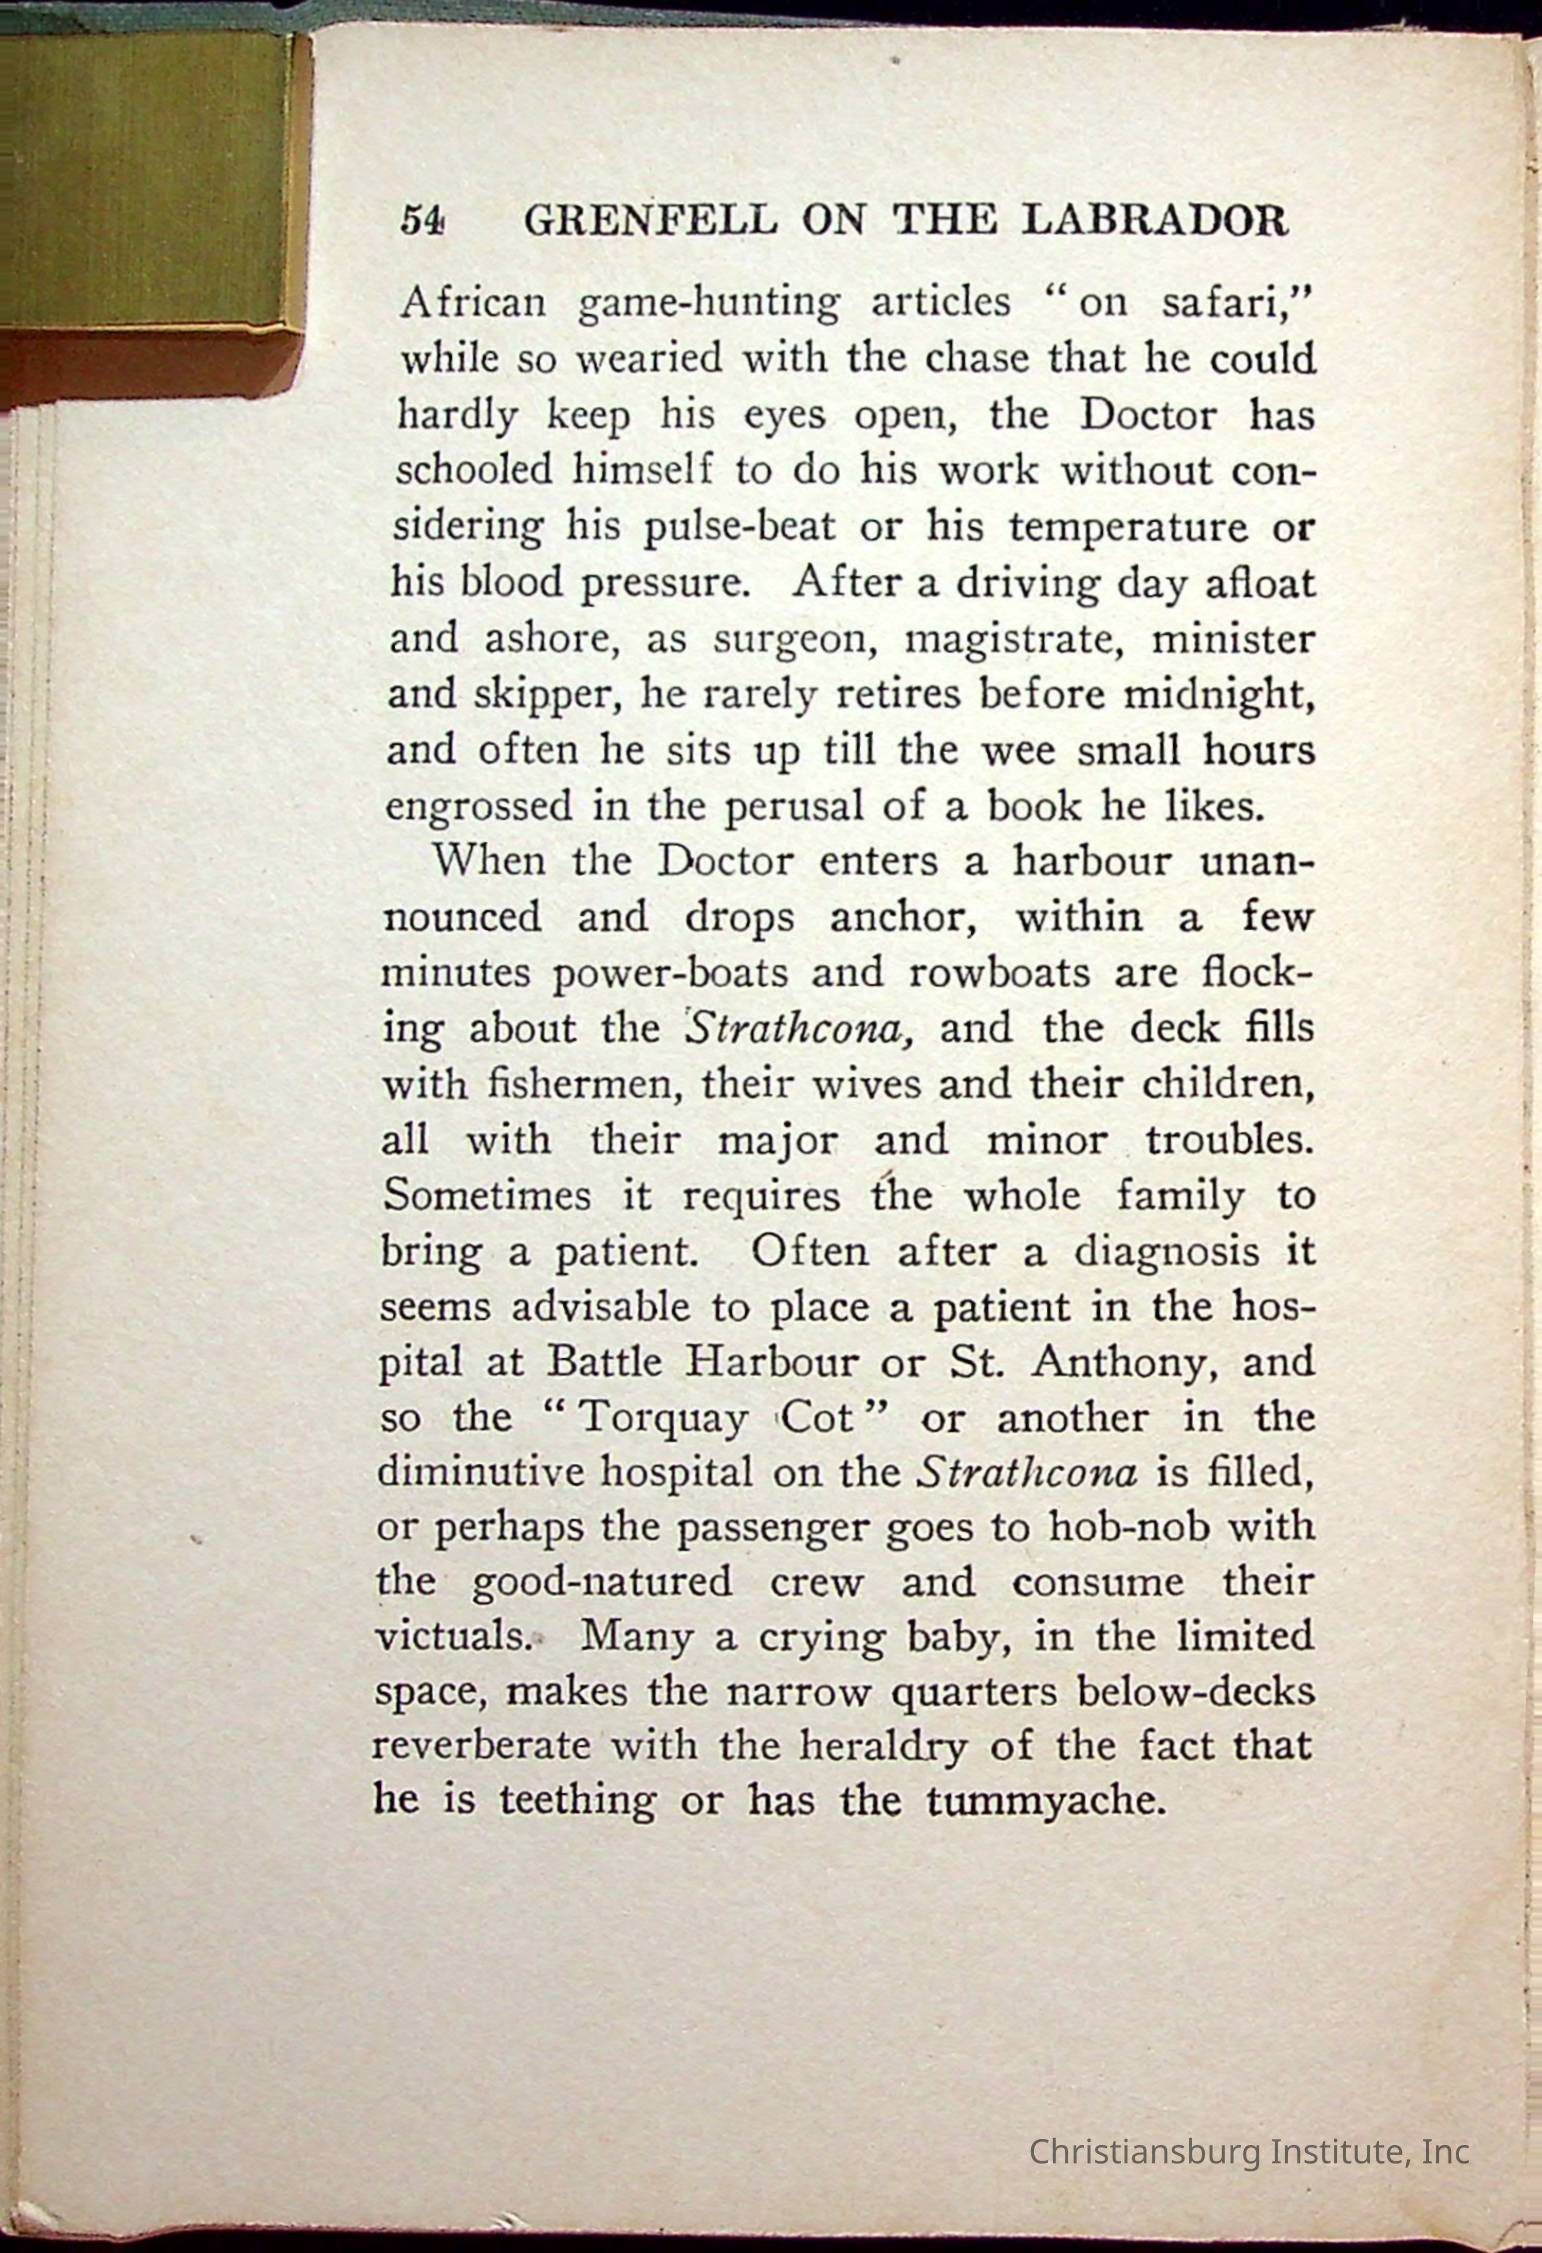 54 GRENFELL ON THE LABRADOR
African game-hunting articles “ on safari,”
while so wearied with the chase that he could
hardly keep his eyes open, the Doctor has
schooled himself to do his work without con-
sidering his pulse-beat or his temperature or
his blood pressure. After a driving day afloat
and ashore, as surgeon, magistrate, minister
and skipper, he rarely retires before midnight,
and often he sits up till the wee small hours
engrossed in the perusal of a book he likes.
When the Doctor enters a harbour unan-
nounced and drops anchor, within a few
minutes power-boats and rowboats are flock-
ing about the Strathcona, and the deck fills
with fishermen, their wives and their children,
all with their major and minor troubles.
Sometimes it requires the whole family to
bring a patient. Often after a diagnosis it
seems advisable to place a patient in the hos-
pital at Battle Harbour or St. Anthony, and
so the “ Torquay Cot ” or another in the
diminutive hospital on the Strathcona is filled,
or perhaps the passenger goes to hob-nob with
the good-natured crew and consume their
victuals. Many a crying baby, in the limited
space, makes the narrow quarters below-decks
reverberate with the heraldry of the fact that
he is teething or has the tummyache.
Christiansburg Institute, Inc